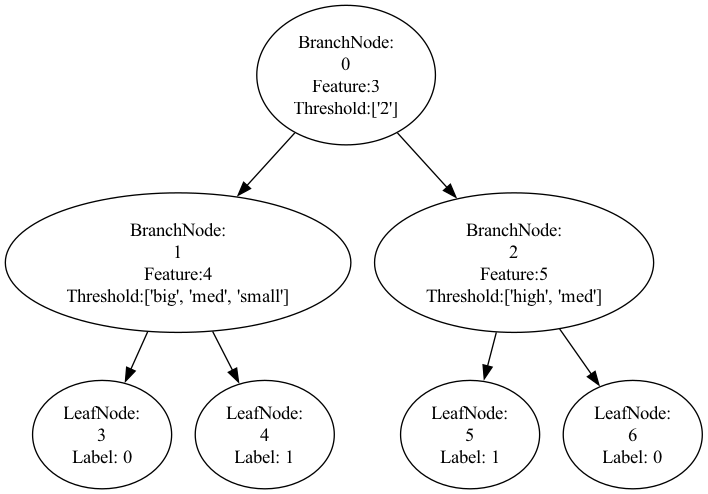 BranchNode:
0
Feature:3
Threshold:['2']
BranchNode:
1
Feature:4
Threshold:['big', 'med', 'small']
BranchNode:
2
Feature:5
Threshold:['high', 'med']
LeafNode:
3
Label: 0
LeafNode:
4
Label: 1
LeafNode:
5
Label: 1
LeafNode:
6
Label: 0